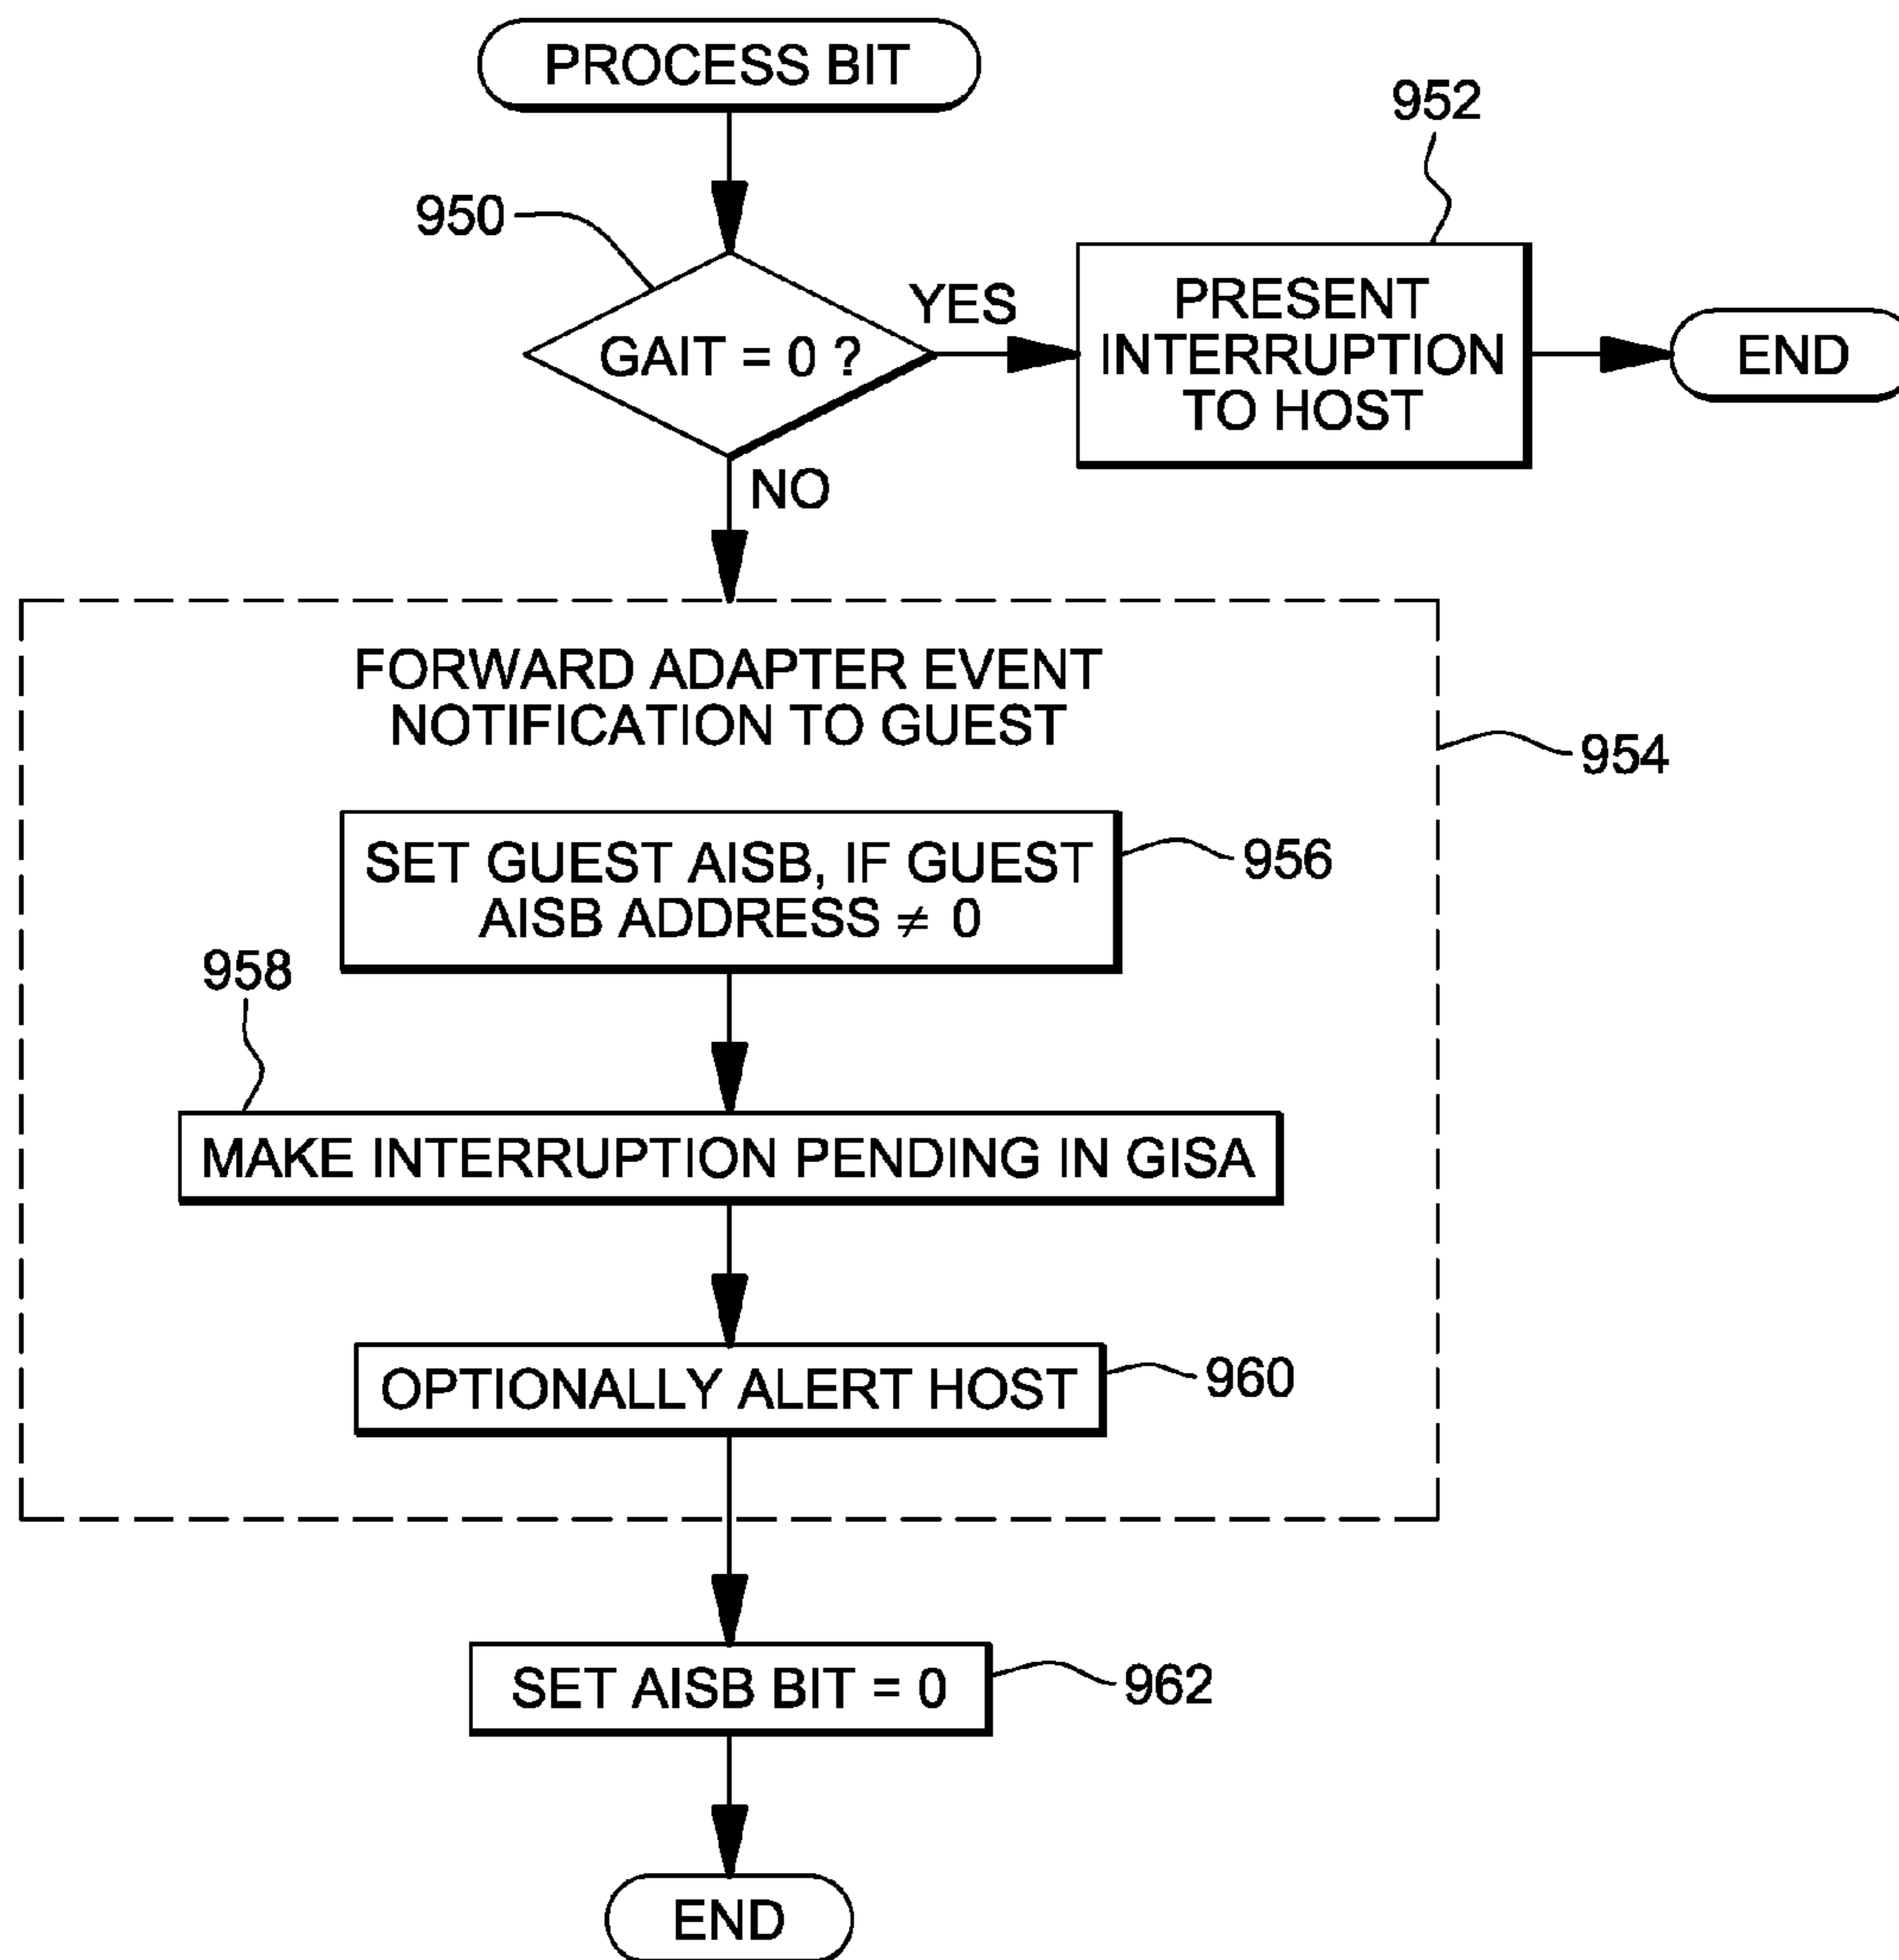 PROCESS BIT
952
950
YES
PRESENT
INTERRUPTION
TO HOST
GAIT = 0 ?
END
NO
FORWARD ADAPTER EVENT
NOTIFICATION TO GUEST
954
SET GUEST AISB, IF GUEST
AISB ADDRESS ≠ 0
956
958
MAKE INTERRUPTION PENDING IN GISA
OPTIONALLY ALERT HOST
960
SET AISB BIT = 0
962
END